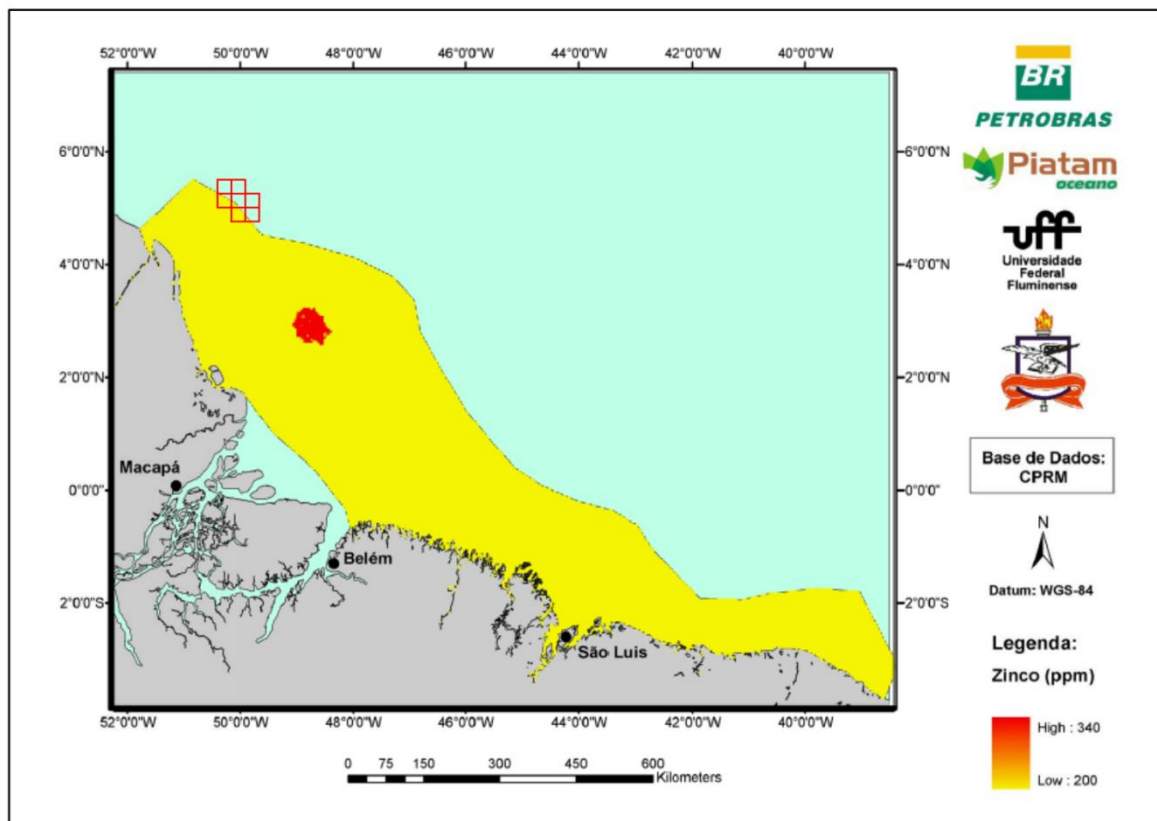 52°0'0"W 50°0'0"W 48°0'0"W 46°0'0"W 44°0'0"W 42°0'0"W 40°0'0"W
6°0'0"N
4°0'0"N
2°0'0"N
0°0'0"
2°0'0"S
6°0'0"N
4°0'0"N
2°0'0"N
0°0'0"
2°0'0"S
Macapá
Belém
São Luis
52°0'0"W 50°0'0"W 48°0'0"W 46°0'0"W 44°0'0"W 42°0'0"W 40°0'0"W
0 75 150 300 450 600
Kilometers
BR
PETROBRAS
Piatam
oceano
uff
Universidade
Federal
Fluminense
Base de Dados:
CPRM
N
Datum: WGS-84
Legenda:
Zinco (ppm)
High : 340
Low : 200